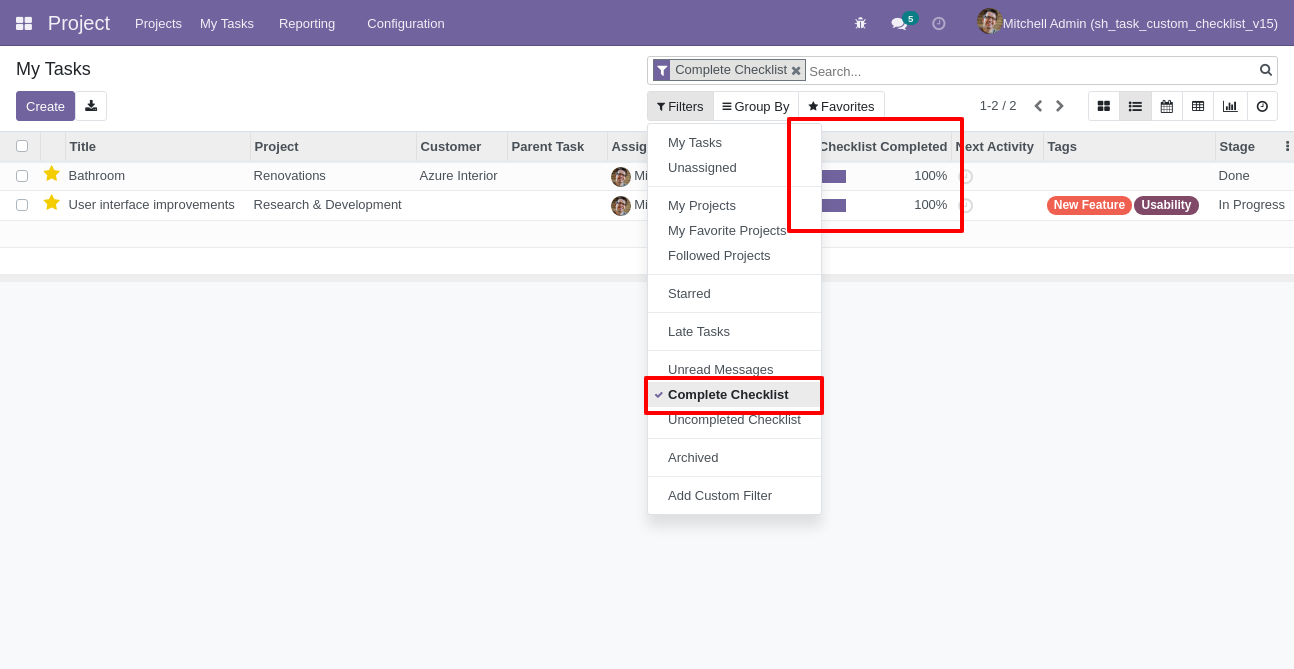 Project Projects My Tasks Reporting Configuration 5 Mitchell Admin (sh_task_custom_checklist_v15)
My Tasks Complete Checklist Search...
Create Filters Group By Favorites 1-2 / 2
Title Project Customer Parent Task Assig Checklist Completed Next Activity Tags Stage
Bathroom Renovations Azure Interior Mi 100% Done
User interface improvements Research & Development Mi 100% New Feature Usability In Progress
My Tasks
Unassigned
My Projects
My Favorite Projects
Followed Projects
Starred
Late Tasks
Unread Messages
Complete Checklist
Uncompleted Checklist
Archived
Add Custom Filter